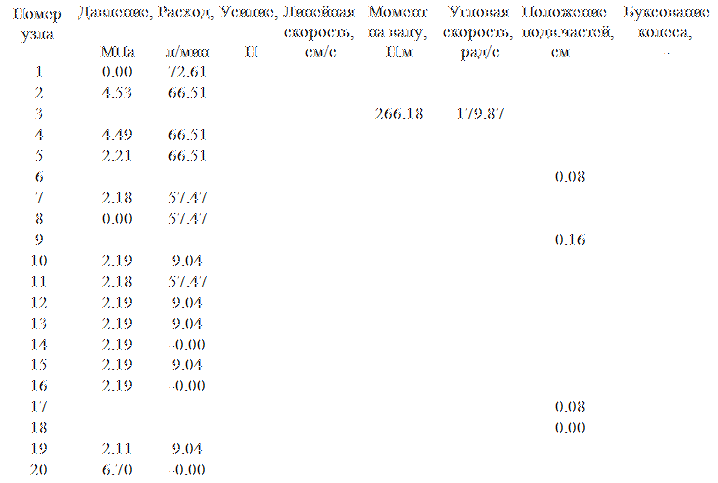 Номер Давление, Расход, Усилие, Линейная Момент Угловая Положение Буксование
узла скорость, на валу, скорость, подв.частей, колеса,
МПа л/мин Н см/с Нм рад/с см -
1 0.00 72.61
2 4.53 66.51
3 266.18 179.87
4 4.49 66.51
5 2.21 66.51
6 0.08
7 2.18 57.47
8 0.00 57.47
9 0.16
10 2.19 9.04
11 2.18 57.47
12 2.19 9.04
13 2.19 9.04
14 2.19 -0.00
15 2.19 9.04
16 2.19 -0.00
17 0.08
18 0.00
19 2.11 9.04
20 6.70 -0.00